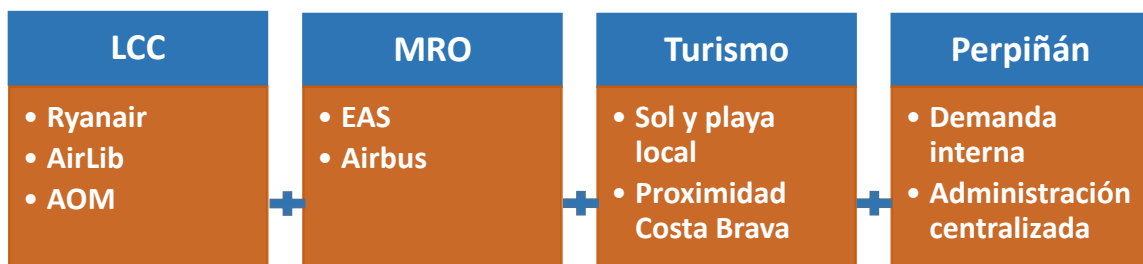 LCC
• Ryanair
• AirLib
• AOM
MRO
• EAS
• Airbus
Turismo
• Sol y playa
local
• Proximidad
Costa Brava
Perpiñán
• Demanda
interna
• Administración
centralizada